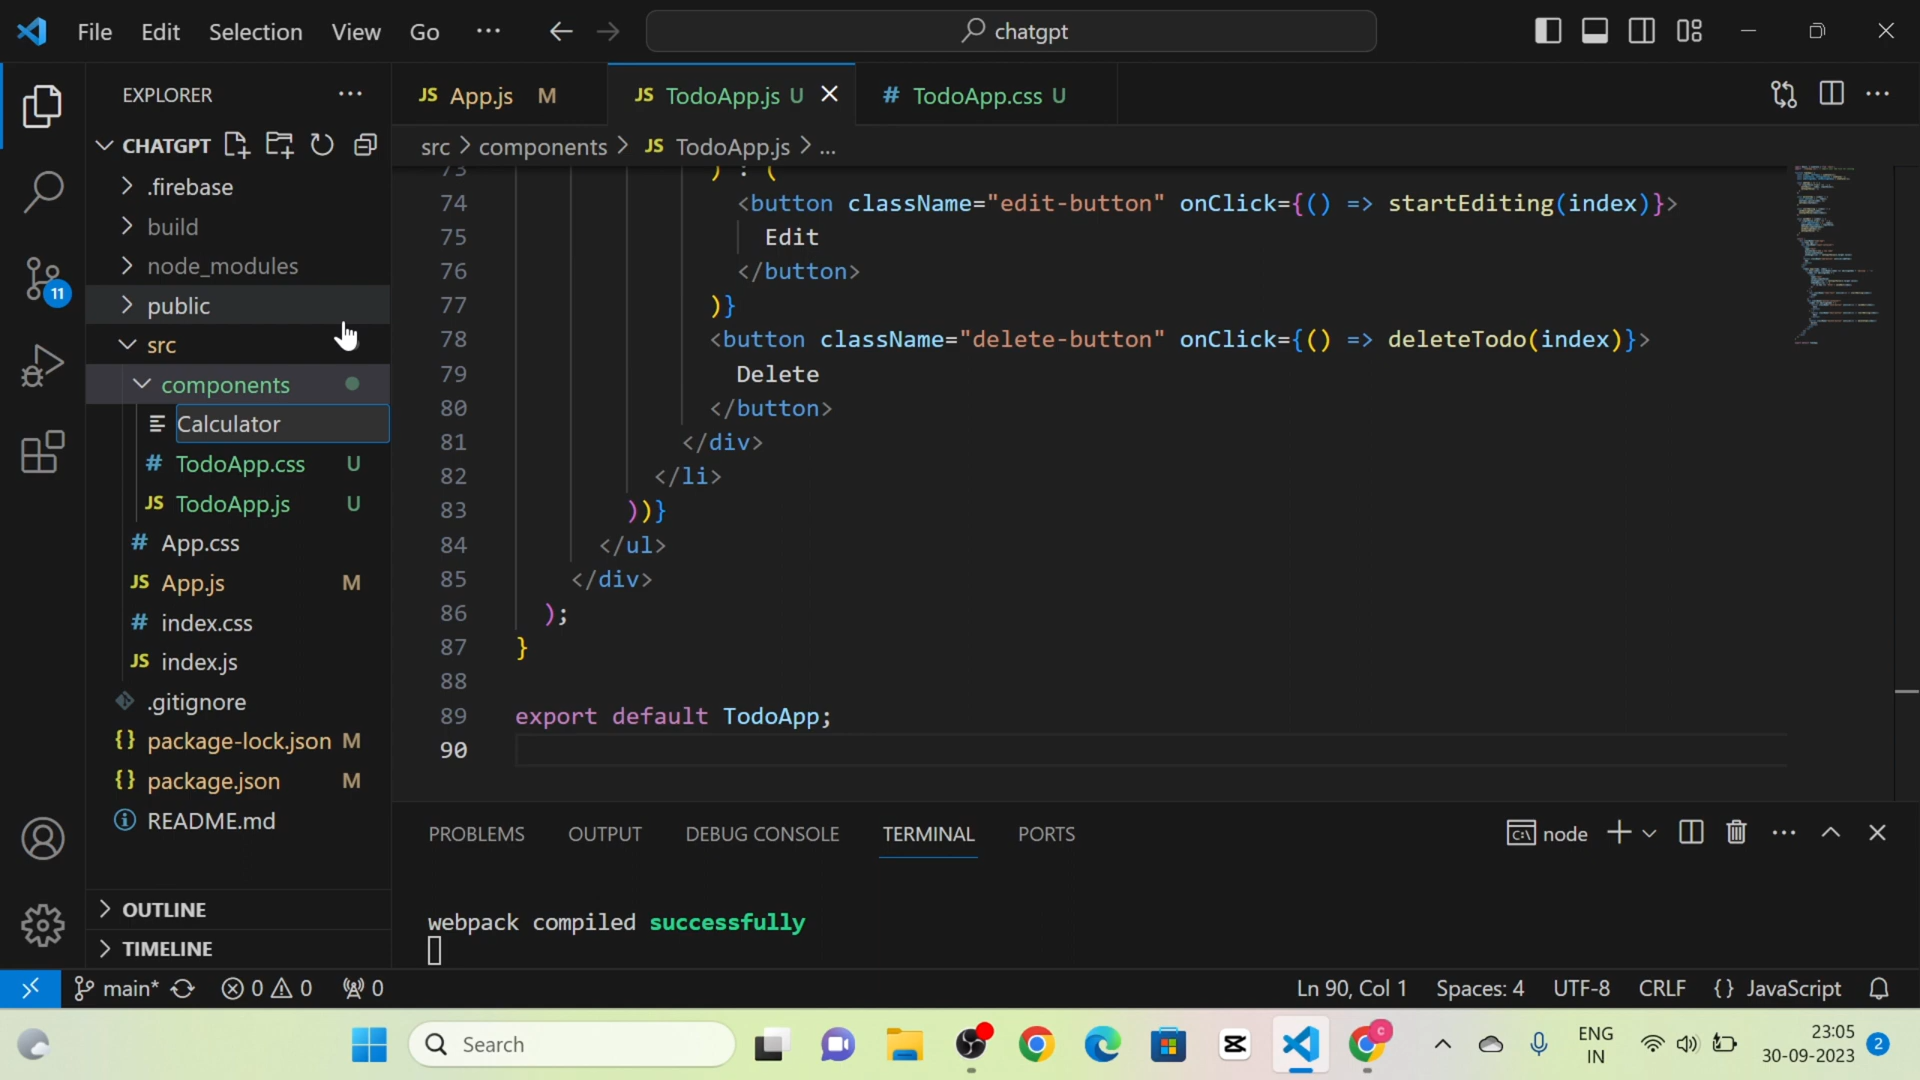 File Edit Selection View Go ··· chatgpt
EXPLORER ···
JS App.js M JS TodoApp.js U # TodoApp.css U
CHATGPT
src > components > JS TodoApp.js > ...
> .firebase
> build
> node_modules
> public
src
components
Calculator
# TodoApp.css U
JS TodoApp.js U
# App.css
JS App.js M
# index.css
JS index.js
.gitignore
{} package-lock.json M
{} package.json M
README.md
> OUTLINE
> TIMELINE
11
73 ) : (
74 <button className="edit-button" onClick={() => startEditing(index)}>
75 Edit
76 </button>
77 )}
78 <button className="delete-button" onClick={() => deleteTodo(index)}>
79 Delete
80 </button>
81 </div>
82 </li>
83 ))}
84 </ul>
85 </div>
86 );
87 }
88
89 export default TodoApp;
90
PROBLEMS OUTPUT DEBUG CONSOLE TERMINAL PORTS node
webpack compiled successfully
main* 0 0 0 Ln 90, Col 1 Spaces: 4 UTF-8 CRLF {} JavaScript
Search
ENG
IN
23:05
30-09-2023
2